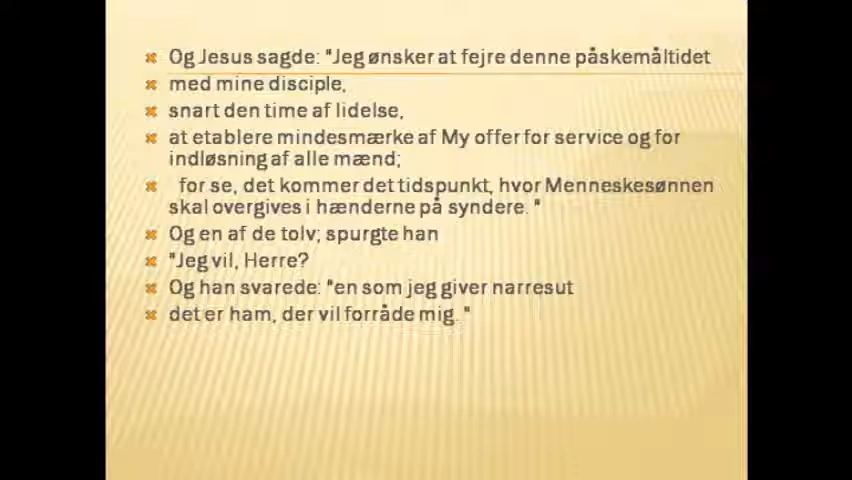 Og Jesus sagde: "Jeg ønsker at fejre denne påskemåltidet
med mine disciple,
snart den time af lidelse,
at etablere mindesmærke af My offer for service og for
indløsning af alle mænd;
for se, det kommer det tidspunkt, hvor Menneskesønnen
skal overgives i hænderne på syndere. "
Og en af de tolv; spurgte han
"Jeg vil, Herre?
Og han svarede: "en som jeg giver narresut
det er ham, der vil forråde mig. "